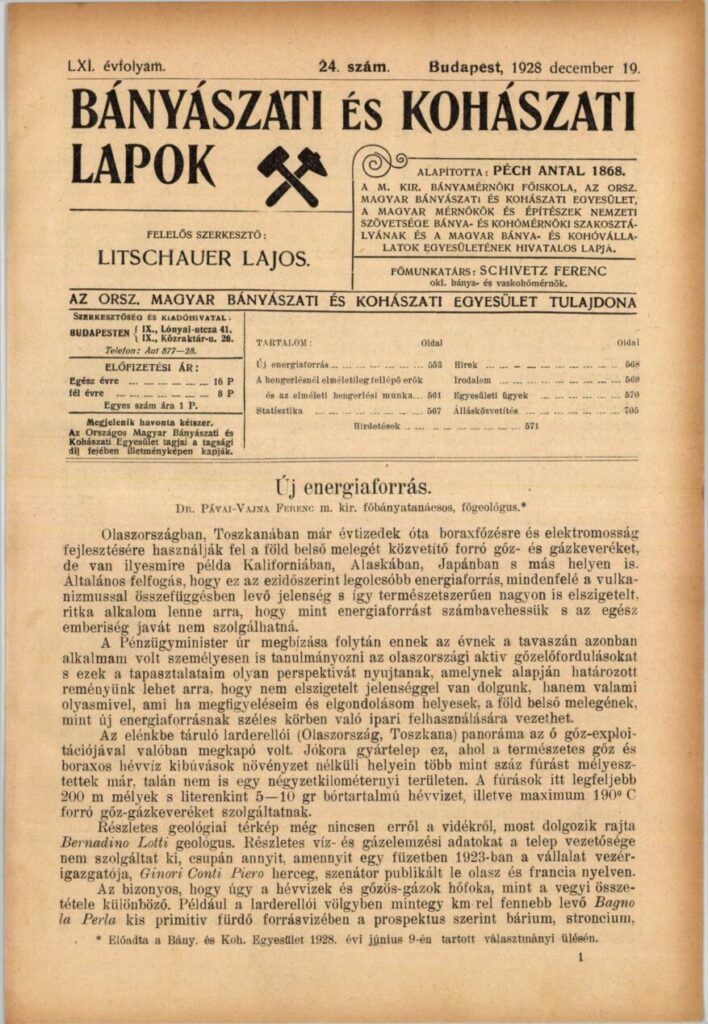 LXI. évfolyam. 24. szám. Budapest, 1928 december 19.
BÁNYÁSZATI ÉS KOHÁSZATI
LAPOK
FELELŐS SZERKESZTŐ:
LITSCHAUER LAJOS.
ALAPÍTOTTA: PÉCH ANTAL 1868.
A M. KIR. BÁNYAMÉRNÖKI FŐISKOLA, AZ ORSZ.
MAGYAR BÁNYÁSZATI ÉS KOHÁSZATI EGYESÜLET,
A MAGYAR MÉRNÖKÖK ÉS ÉPÍTÉSZEK NEMZETI
SZÖVETSÉGE BÁNYA- ÉS KOHÓMÉRNÖKI SZAKOSZTÁ-
LYÁNAK ÉS A MAGYAR BÁNYA- ÉS KOHÓVÁLLA-
LATOK EGYESÜLETÉNEK HIVATALOS LAPJA.
FŐMUNKATÁRS: SCHIVETZ FERENC
okl. bánya- és vaskohómérnök.
AZ ORSZ. MAGYAR BÁNYÁSZATI ÉS KOHÁSZATI EGYESÜLET TULAJDONA
SZERKESZTŐSÉG ÉS KIADÓHIVATAL:
BUDAPESTEN { IX., Lónyai-utcza 41.
IX., Közraktár-u. 26.
Telefon: Aut 877—28.
ELŐFIZETÉSI ÁR:
Egész évre 16 P
fél évre 8 P
Egyes szám ára 1 P.
Megjelenik havonta kétszer.
Az Országos Magyar Bányászati és
Kohászati Egyesület tagjai a tagsági
díj fejében illetményképen kapják.
TARTALOM: Oldal
Új energiaforrás 553
A hengerlésnél elméletileg fellépő erők
és az elméleti hengerlési munka 561
Statisztika 567
Oldal
Hírek 568
Irodalom 569
Egyesületi ügyek 570
Állásközvetítés 705
Hirdetések 571
Új energiaforrás.
DR. PÁVAI-VAJNA FERENC m. kir. főbányatanácsos, főgeológus.*
Olaszországban, Toszkanában már évtizedek óta boraxfőzésre és elektromosság
fejlesztésére használják fel a föld belső melegét közvetítő forró gőz- és gázkeveréket,
de van ilyesmire példa Kaliforniában, Alaskában, Japánban s más helyen is.
Általános felfogás, hogy ez az ezidőszerint legolcsóbb energiaforrás, mindenfelé a vulka-
nizmussal összefüggésben levő jelenség s így természetszerűen nagyon is elszigetelt,
ritka alkalom lenne arra, hogy mint energiaforrást számbavehessük s az egész
emberiség javát nem szolgálhatná.
A Pénzügyminister úr megbízása folytán ennek az évnek a tavaszán azonban
alkalmam volt személyesen is tanulmányozni az olaszországi aktiv gőzelőfordulásokat
s ezek a tapasztalataim olyan perspektivát nyujtanak, amelynek alapján határozott
reményünk lehet arra, hogy nem elszigetelt jelenséggel van dolgunk, hanem valami
olyasmivel, ami ha megfigyeléseim és elgondolásom helyesek, a föld belső melegének,
mint új energiaforrásnak széles körben való ipari felhasználására vezethet.
Az elénkbe táruló larderellói (Olaszország, Toszkana) panoráma az ő gőz-exploi-
tációjával valóban megkapó volt. Jókora gyártelep ez, ahol a természetes gőz és
boraxos hévvíz kibúvások növényzet nélküli helyein több mint száz fúrást mélyesz-
tettek már, talán nem is egy négyzetkilométernyi területen. A fúrások itt legfeljebb
200 m mélyek s literenkint 5—10 gr bórtartalmú hévvizet, illetve maximum 190° C
forró gőz-gázkeveréket szolgáltatnak.
Részletes geológiai térkép még nincsen erről a vidékről, most dolgozik rajta
Bernadino Lotti geologus. Részletes víz- és gázelemzési adatokat a telep vezetősége
nem szolgáltat ki, csupán annyit, amennyit egy füzetben 1923-ban a vállalat vezér-
igazgatója, Ginori Conti Piero herceg, szenátor publikált le olasz és francia nyelven.
Az bizonyos, hogy úgy a hévvizek és gőzös-gázok hőfoka, mint a vegyi össze-
tétele különböző. Például a larderellói völgyben mintegy km-rel fennebb levő Bagno
la Perla kis primitiv fürdő forrásvizében a prospektus szerint bárium, stroncium,
* Előadta a Bány. és Koh. Egyesület 1928. évi június 9-én tartott választmányi ülésén.
1